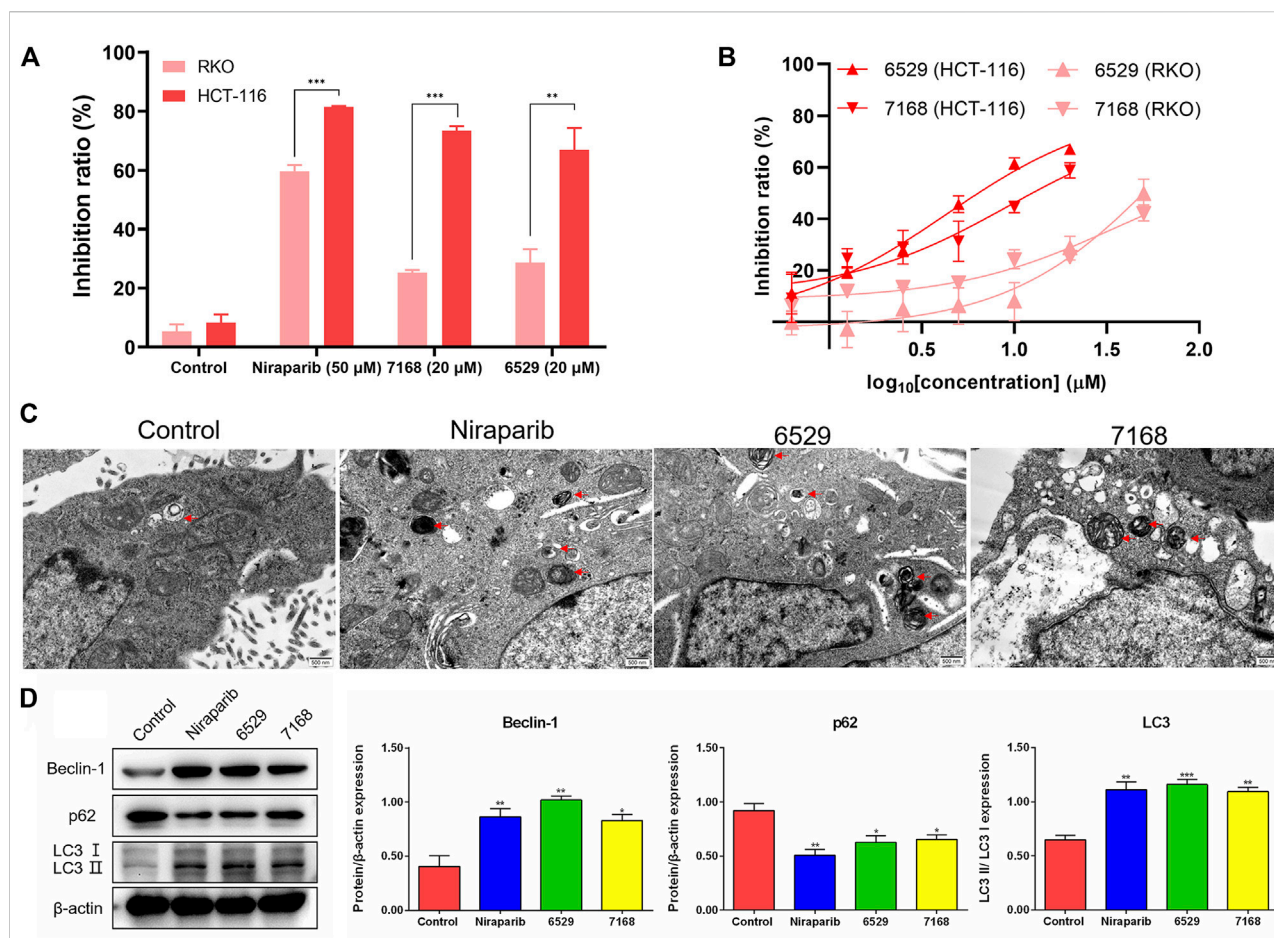 A
100
80
60
40
20
0
Inhibition ratio (%)
RKO
HCT-116
***
***
**
Control
Niraparib (50 μM)
7168 (20 μM)
6529 (20 μM)
B
100
80
60
40
20
Inhibition ratio (%)
6529 (HCT-116)
6529 (RKO)
7168 (HCT-116)
7168 (RKO)
0.5
1.0
1.5
2.0
log10[concentration] (μM)
C
Control
Niraparib
6529
7168
500 nm
500 nm
500 nm
500 nm
D
Control
Niraparib
6529
7168
Beclin-1
p62
LC3 I
LC3 II
β-actin
Beclin-1
Protein/β-actin expression
1.50
1.00
0.50
0.00
**
**
*
Control
Niraparib
6529
7168
p62
Protein/β-actin expression
1.50
1.00
0.50
0.00
**
*
*
Control
Niraparib
6529
7168
LC3
LC3 II/ LC3 I expression
1.50
1.00
0.50
0.00
**
***
**
Control
Niraparib
6529
7168